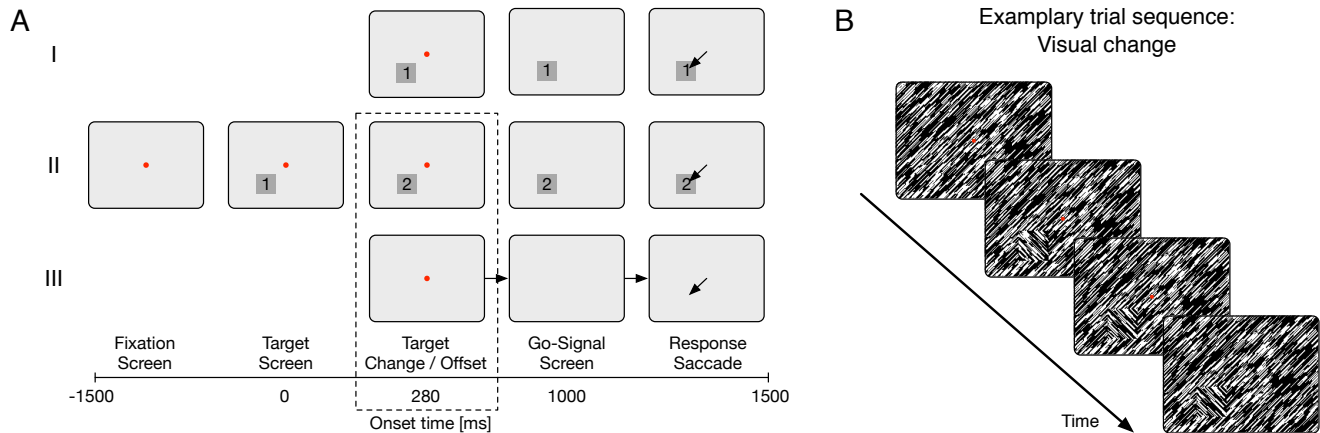 A
I
1
1
1
II
1
2
2
2
III
Fixation
Screen
Target
Screen
Target
Change / Offset
Go-Signal
Screen
Response
Saccade
-1500
0
280
1000
1500
Onset time [ms]
B
Examplary trial sequence:
Visual change
Time